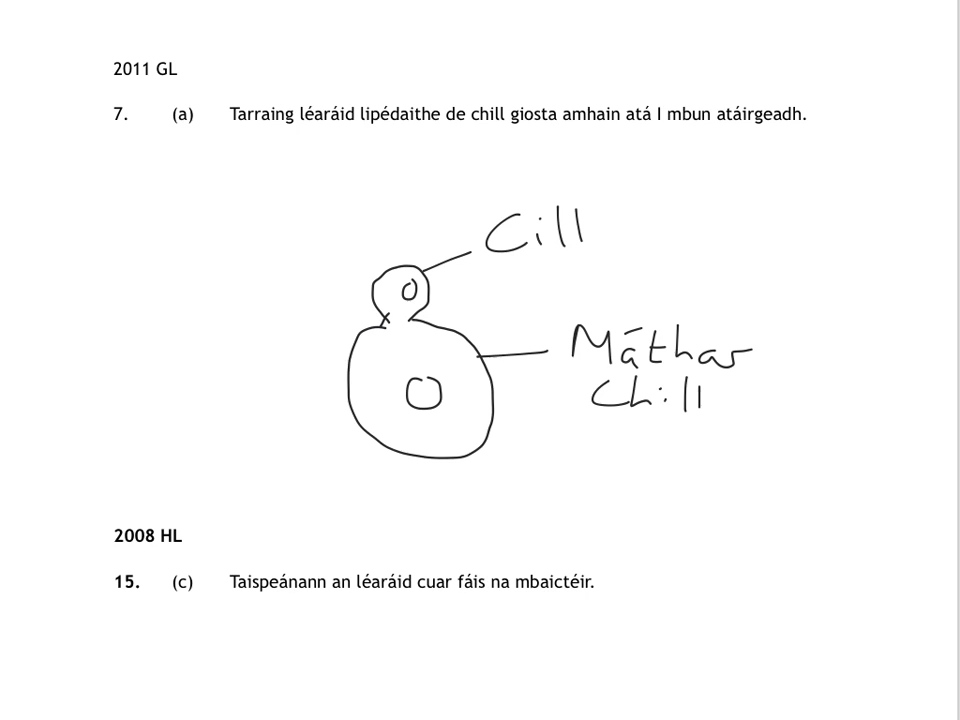 2011 GL
7. (a) Tarraing léaráid lipédaithe de chill giosta amhain atá I mbun atáirgeadh.
Cill
Máthar
Chill
2008 HL
15. (c) Taispeánann an léaráid cuar fáis na mbaictéir.